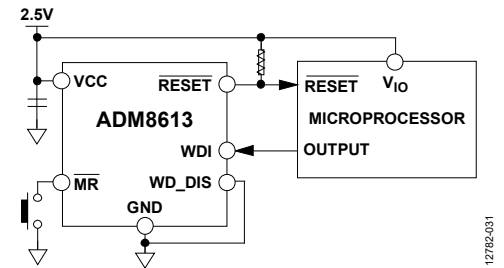 2.5V
VCC
RESET
RESET
VIO
ADM8613
MICROPROCESSOR
WDI
OUTPUT
MR
WD_DIS
GND
12782-031